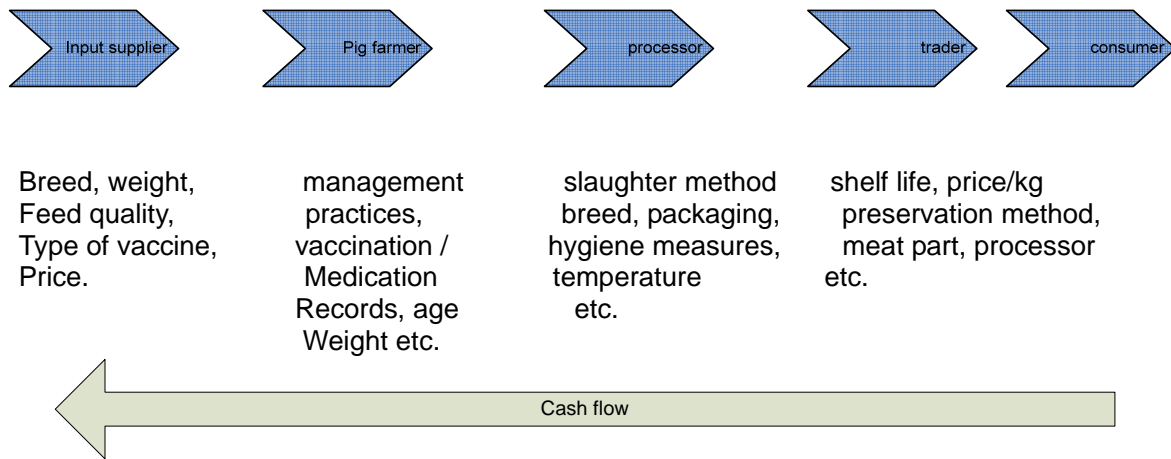 Input supplier
Pig farmer
processor
trader
consumer
Breed, weight,
Feed quality,
Type of vaccine,
Price.
management
practices,
vaccination /
Medication
Records, age
Weight etc.
slaughter method
breed, packaging,
hygiene measures,
temperature
etc.
shelf life, price/kg
preservation method,
meat part, processor
etc.
Cash flow